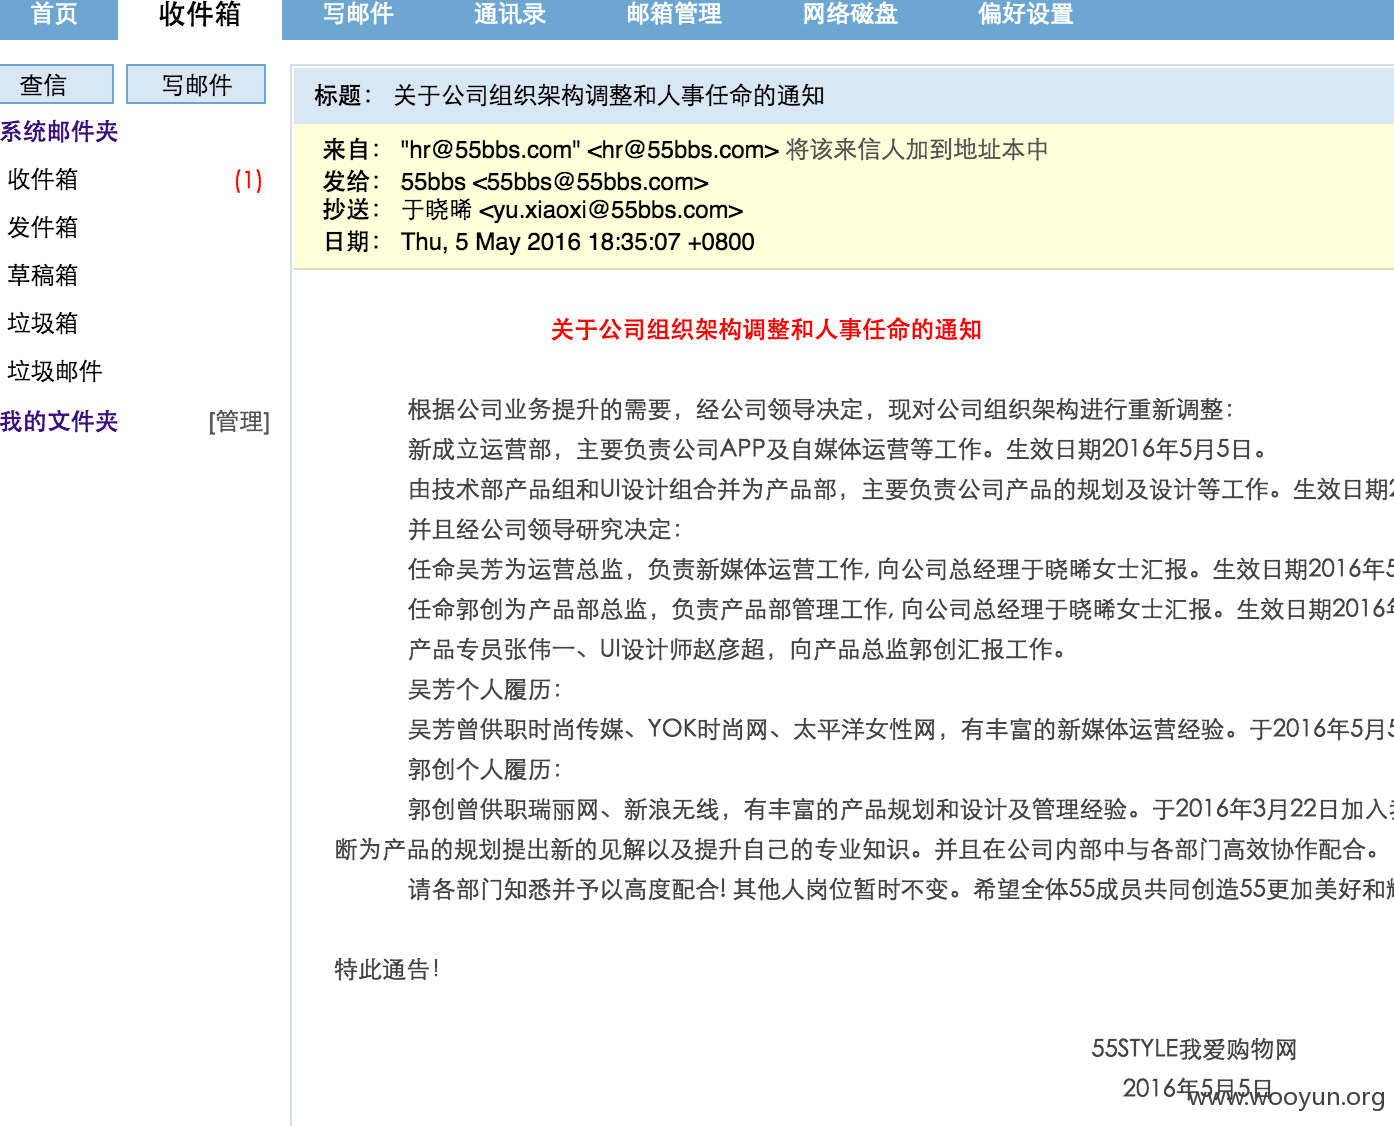 首页 收件箱 写邮件 通讯录 邮箱管理 网络磁盘 偏好设置
查信 写邮件
系统邮件夹
收件箱 (1)
发件箱
草稿箱
垃圾箱
垃圾邮件
我的文件夹 [管理]
标题： 关于公司组织架构调整和人事任命的通知
来自： "hr@55bbs.com" <hr@55bbs.com> 将该来信人加到地址本中
发给： 55bbs <55bbs@55bbs.com>
抄送： 于晓晞 <yu.xiaoxi@55bbs.com>
日期： Thu, 5 May 2016 18:35:07 +0800
关于公司组织架构调整和人事任命的通知
根据公司业务提升的需要，经公司领导决定，现对公司组织架构进行重新调整：
新成立运营部，主要负责公司APP及自媒体运营等工作。生效日期2016年5月5日。
由技术部产品组和UI设计组合并为产品部，主要负责公司产品的规划及设计等工作。生效日期
并且经公司领导研究决定：
任命吴芳为运营总监，负责新媒体运营工作, 向公司总经理于晓晞女士汇报。生效日期2016年5
任命郭创为产品部总监，负责产品部管理工作, 向公司总经理于晓晞女士汇报。生效日期2016年
产品专员张伟一、UI设计师赵彦超，向产品总监郭创汇报工作。
吴芳个人履历：
吴芳曾供职时尚传媒、YOK时尚网、太平洋女性网，有丰富的新媒体运营经验。于2016年5月5
郭创个人履历：
郭创曾供职瑞丽网、新浪无线，有丰富的产品规划和设计及管理经验。于2016年3月22日加入
断为产品的规划提出新的见解以及提升自己的专业知识。并且在公司内部中与各部门高效协作配合。
请各部门知悉并予以高度配合! 其他人岗位暂时不变。希望全体55成员共同创造55更加美好和
特此通告!
55STYLE我爱购物网
2016年5月5日
www.wooyun.org